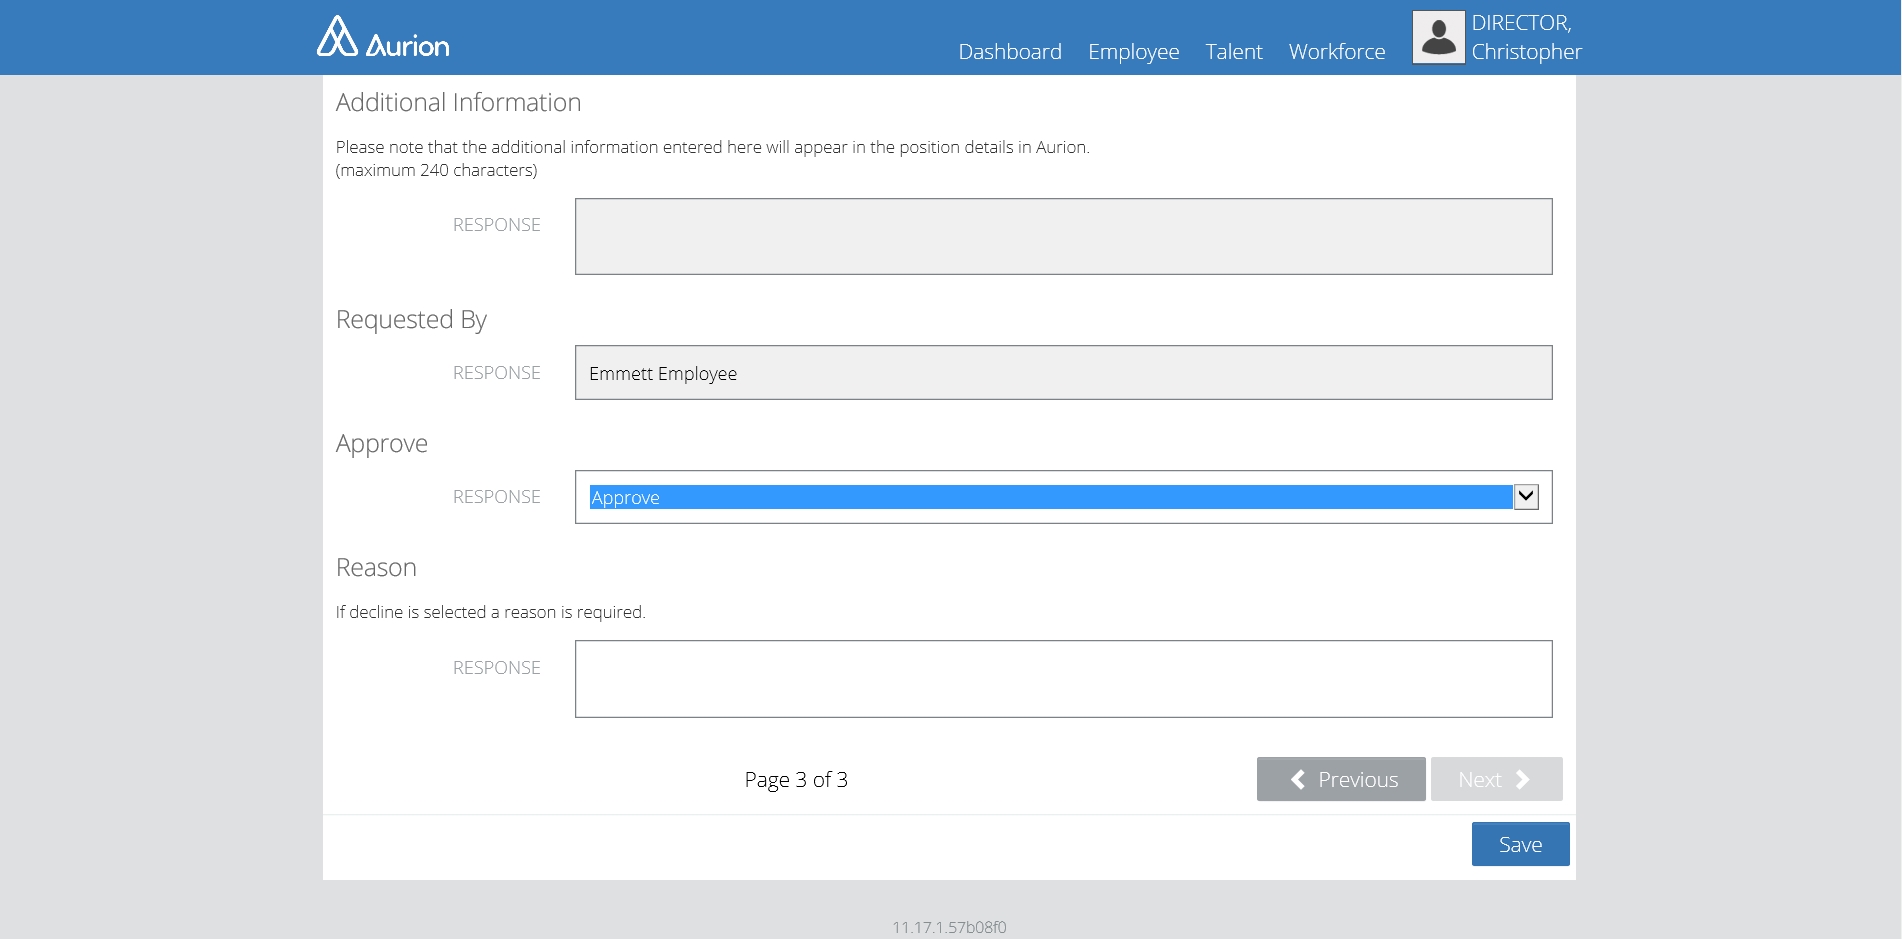 Aurion
Dashboard Employee Talent Workforce
DIRECTOR,
Christopher
Additional Information
Please note that the additional information entered here will appear in the position details in Aurion.
(maximum 240 characters)
RESPONSE
Requested By
RESPONSE Emmett Employee
Approve
RESPONSE Approve
Reason
If decline is selected a reason is required.
RESPONSE
Page 3 of 3 Previous Next
Save
11.17.1.57b08f0